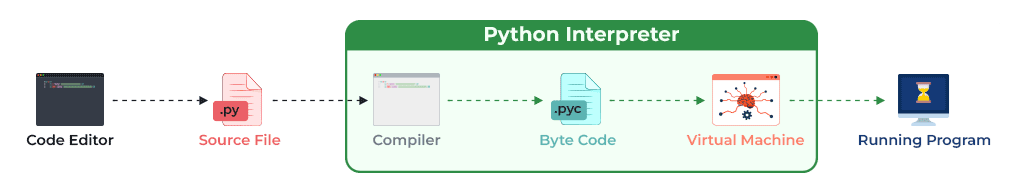 Python Interpreter
.py
.pyc
Code Editor
Source File
Compiler
Byte Code
Virtual Machine
Running Program